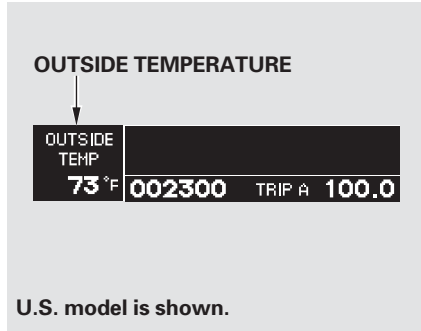 OUTSIDE TEMPERATURE
OUTSIDE
TEMP
73°F 002300 TRIP A 100.0
U.S. model is shown.